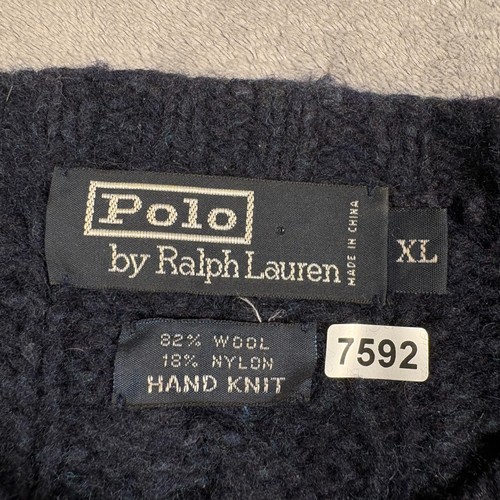 Polo
by Ralph Lauren
MADE IN CHINA
XL
82% WOOL
18% NYLON
HAND KNIT
7592